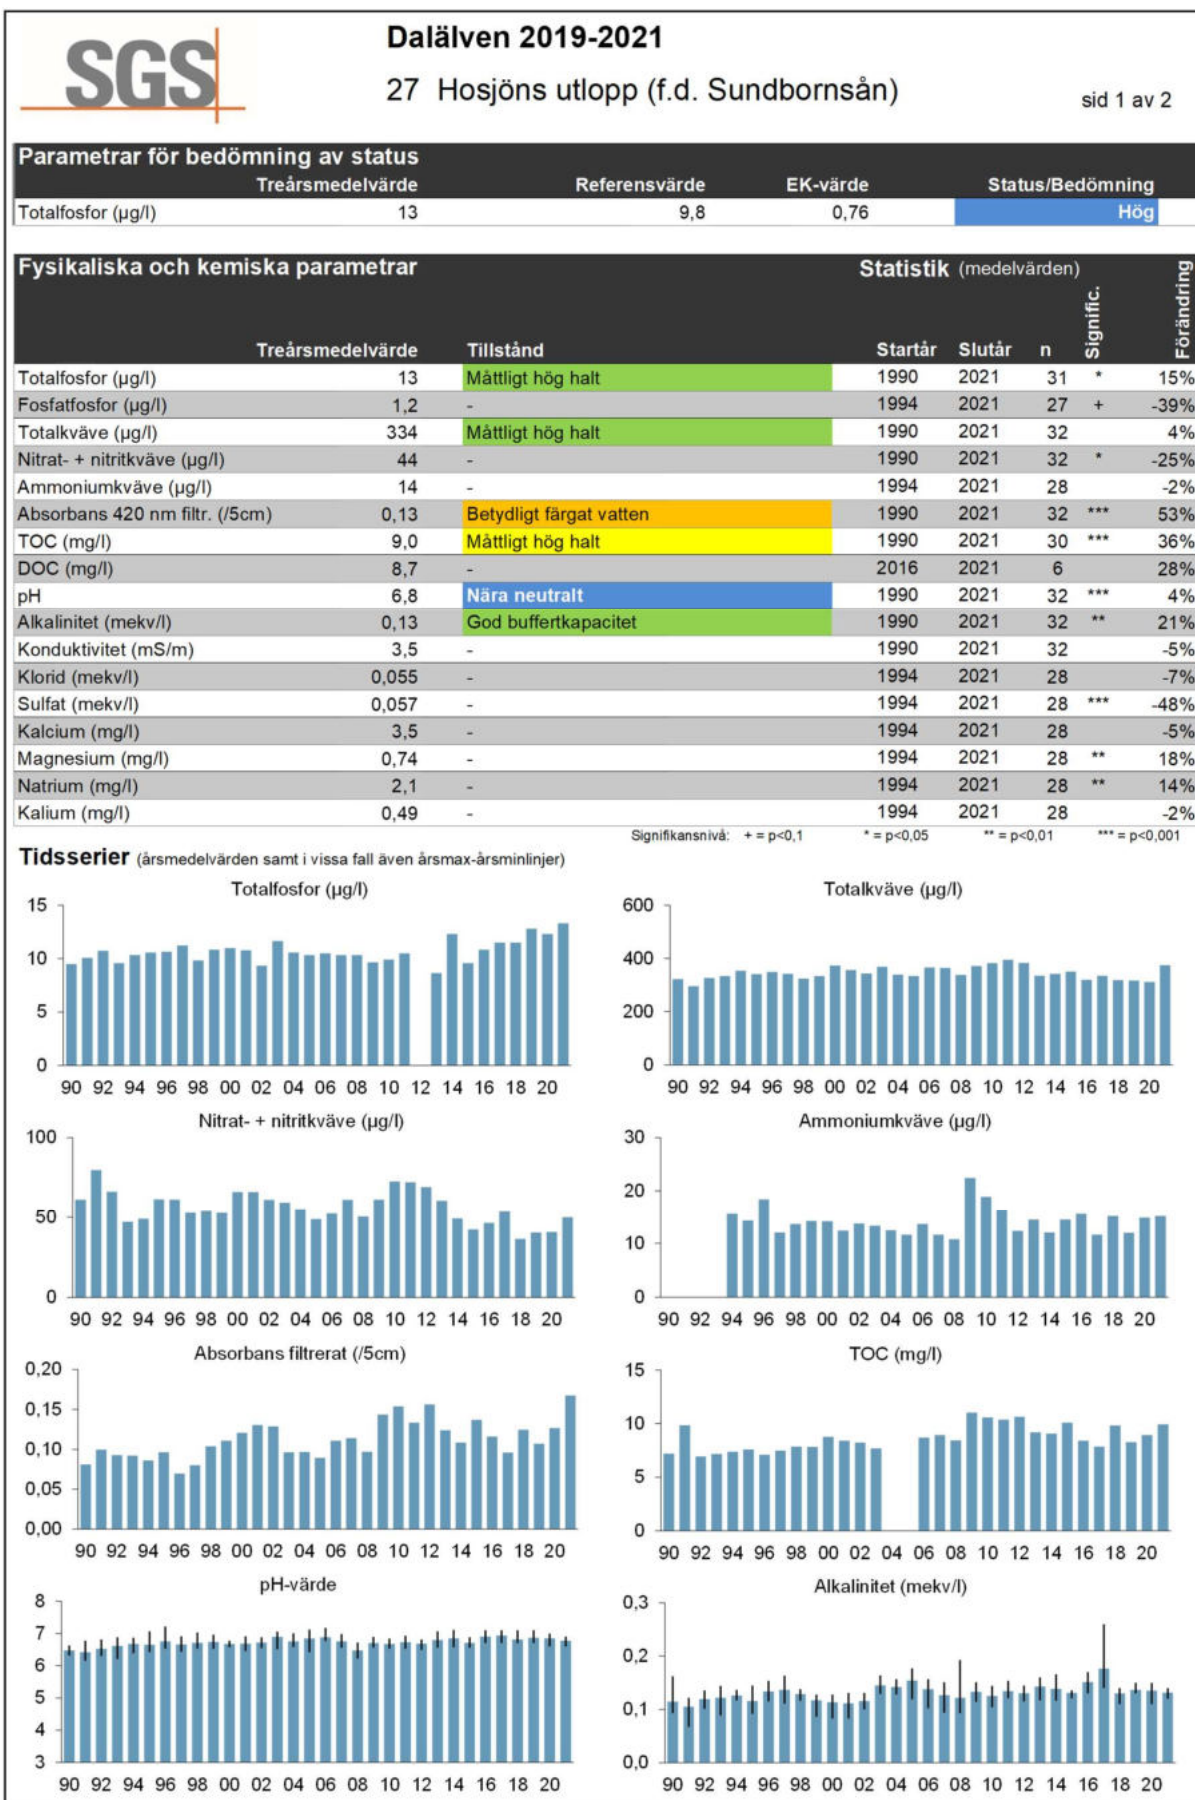 SGS
Dalälven 2019-2021
27 Hosjöns utlopp (f.d. Sundbornsån)
sid 1 av 2
Parametrar för bedömning av status
Treårsmedelvärde Referensvärde EK-värde Status/Bedömning
Totalfosfor (µg/l) 13 9,8 0,76 Hög
Fysikaliska och kemiska parametrar Statistik (medelvärden)
Treårsmedelvärde Tillstånd Startår Slutår n Signific. Förändring
Totalfosfor (µg/l) 13 Måttligt hög halt 1990 2021 31 * 15%
Fosfatfosfor (µg/l) 1,2 - 1994 2021 27 + -39%
Totalkväve (µg/l) 334 Måttligt hög halt 1990 2021 32 4%
Nitrat- + nitritkväve (µg/l) 44 - 1990 2021 32 * -25%
Ammoniumkväve (µg/l) 14 - 1994 2021 28 -2%
Absorbans 420 nm filtr. (/5cm) 0,13 Betydligt färgat vatten 1990 2021 32 *** 53%
TOC (mg/l) 9,0 Måttligt hög halt 1990 2021 30 *** 36%
DOC (mg/l) 8,7 - 2016 2021 6 28%
pH 6,8 Nära neutralt 1990 2021 32 *** 4%
Alkalinitet (mekv/l) 0,13 God buffertkapacitet 1990 2021 32 ** 21%
Konduktivitet (mS/m) 3,5 - 1990 2021 32 -5%
Klorid (mekv/l) 0,055 - 1994 2021 28 -7%
Sulfat (mekv/l) 0,057 - 1994 2021 28 *** -48%
Kalcium (mg/l) 3,5 - 1994 2021 28 -5%
Magnesium (mg/l) 0,74 - 1994 2021 28 ** 18%
Natrium (mg/l) 2,1 - 1994 2021 28 ** 14%
Kalium (mg/l) 0,49 - 1994 2021 28 -2%
Signifikansnivå: + = p<0,1 * = p<0,05 ** = p<0,01 *** = p<0,001
Tidsserier (årsmedelvärden samt i vissa fall även årsmax-årsminlinjer)
Totalfosfor (µg/l)
15
10
5
0
90 92 94 96 98 00 02 04 06 08 10 12 14 16 18 20
Totalkväve (µg/l)
600
400
200
0
90 92 94 96 98 00 02 04 06 08 10 12 14 16 18 20
Nitrat- + nitritkväve (µg/l)
100
50
0
90 92 94 96 98 00 02 04 06 08 10 12 14 16 18 20
Ammoniumkväve (µg/l)
30
20
10
0
90 92 94 96 98 00 02 04 06 08 10 12 14 16 18 20
Absorbans filtrerat (/5cm)
0,20
0,15
0,10
0,05
0,00
90 92 94 96 98 00 02 04 06 08 10 12 14 16 18 20
TOC (mg/l)
15
10
5
0
90 92 94 96 98 00 02 04 06 08 10 12 14 16 18 20
pH-värde
8
7
6
5
4
3
90 92 94 96 98 00 02 04 06 08 10 12 14 16 18 20
Alkalinitet (mekv/l)
0,3
0,2
0,1
0,0
90 92 94 96 98 00 02 04 06 08 10 12 14 16 18 20